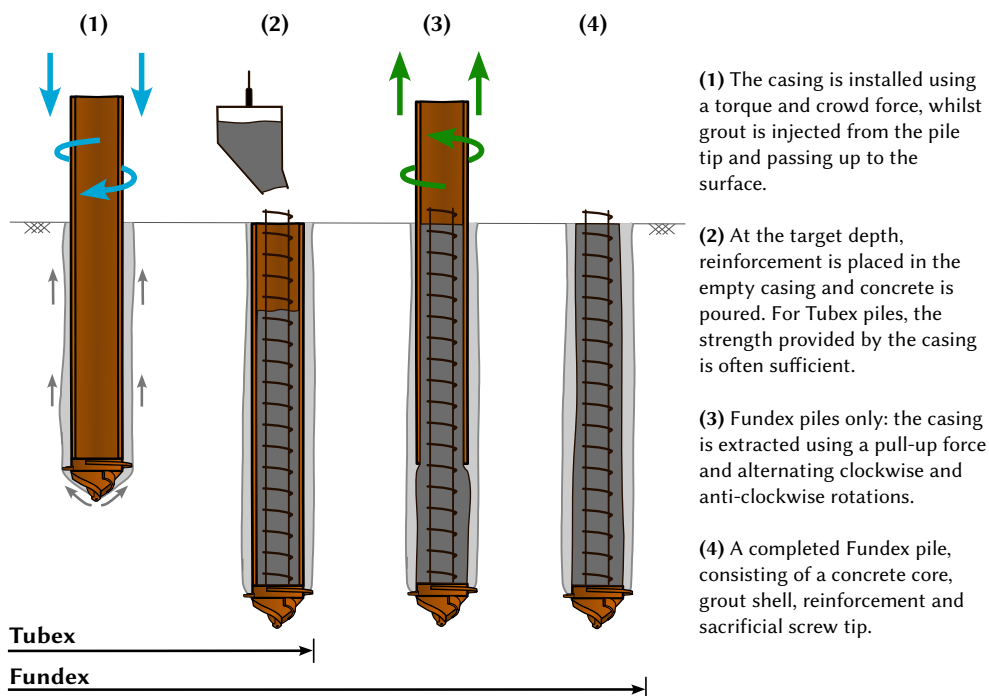 (1)
(2)
(3)
(4)
(1) The casing is installed using
a torque and crowd force, whilst
grout is injected from the pile
tip and passing up to the
surface.
(2) At the target depth,
reinforcement is placed in the
empty casing and concrete is
poured. For Tubex piles, the
strength provided by the casing
is often sufficient.
(3) Fundex piles only: the casing
is extracted using a pull-up force
and alternating clockwise and
anti-clockwise rotations.
(4) A completed Fundex pile,
consisting of a concrete core,
grout shell, reinforcement and
sacrificial screw tip.
Tubex
Fundex